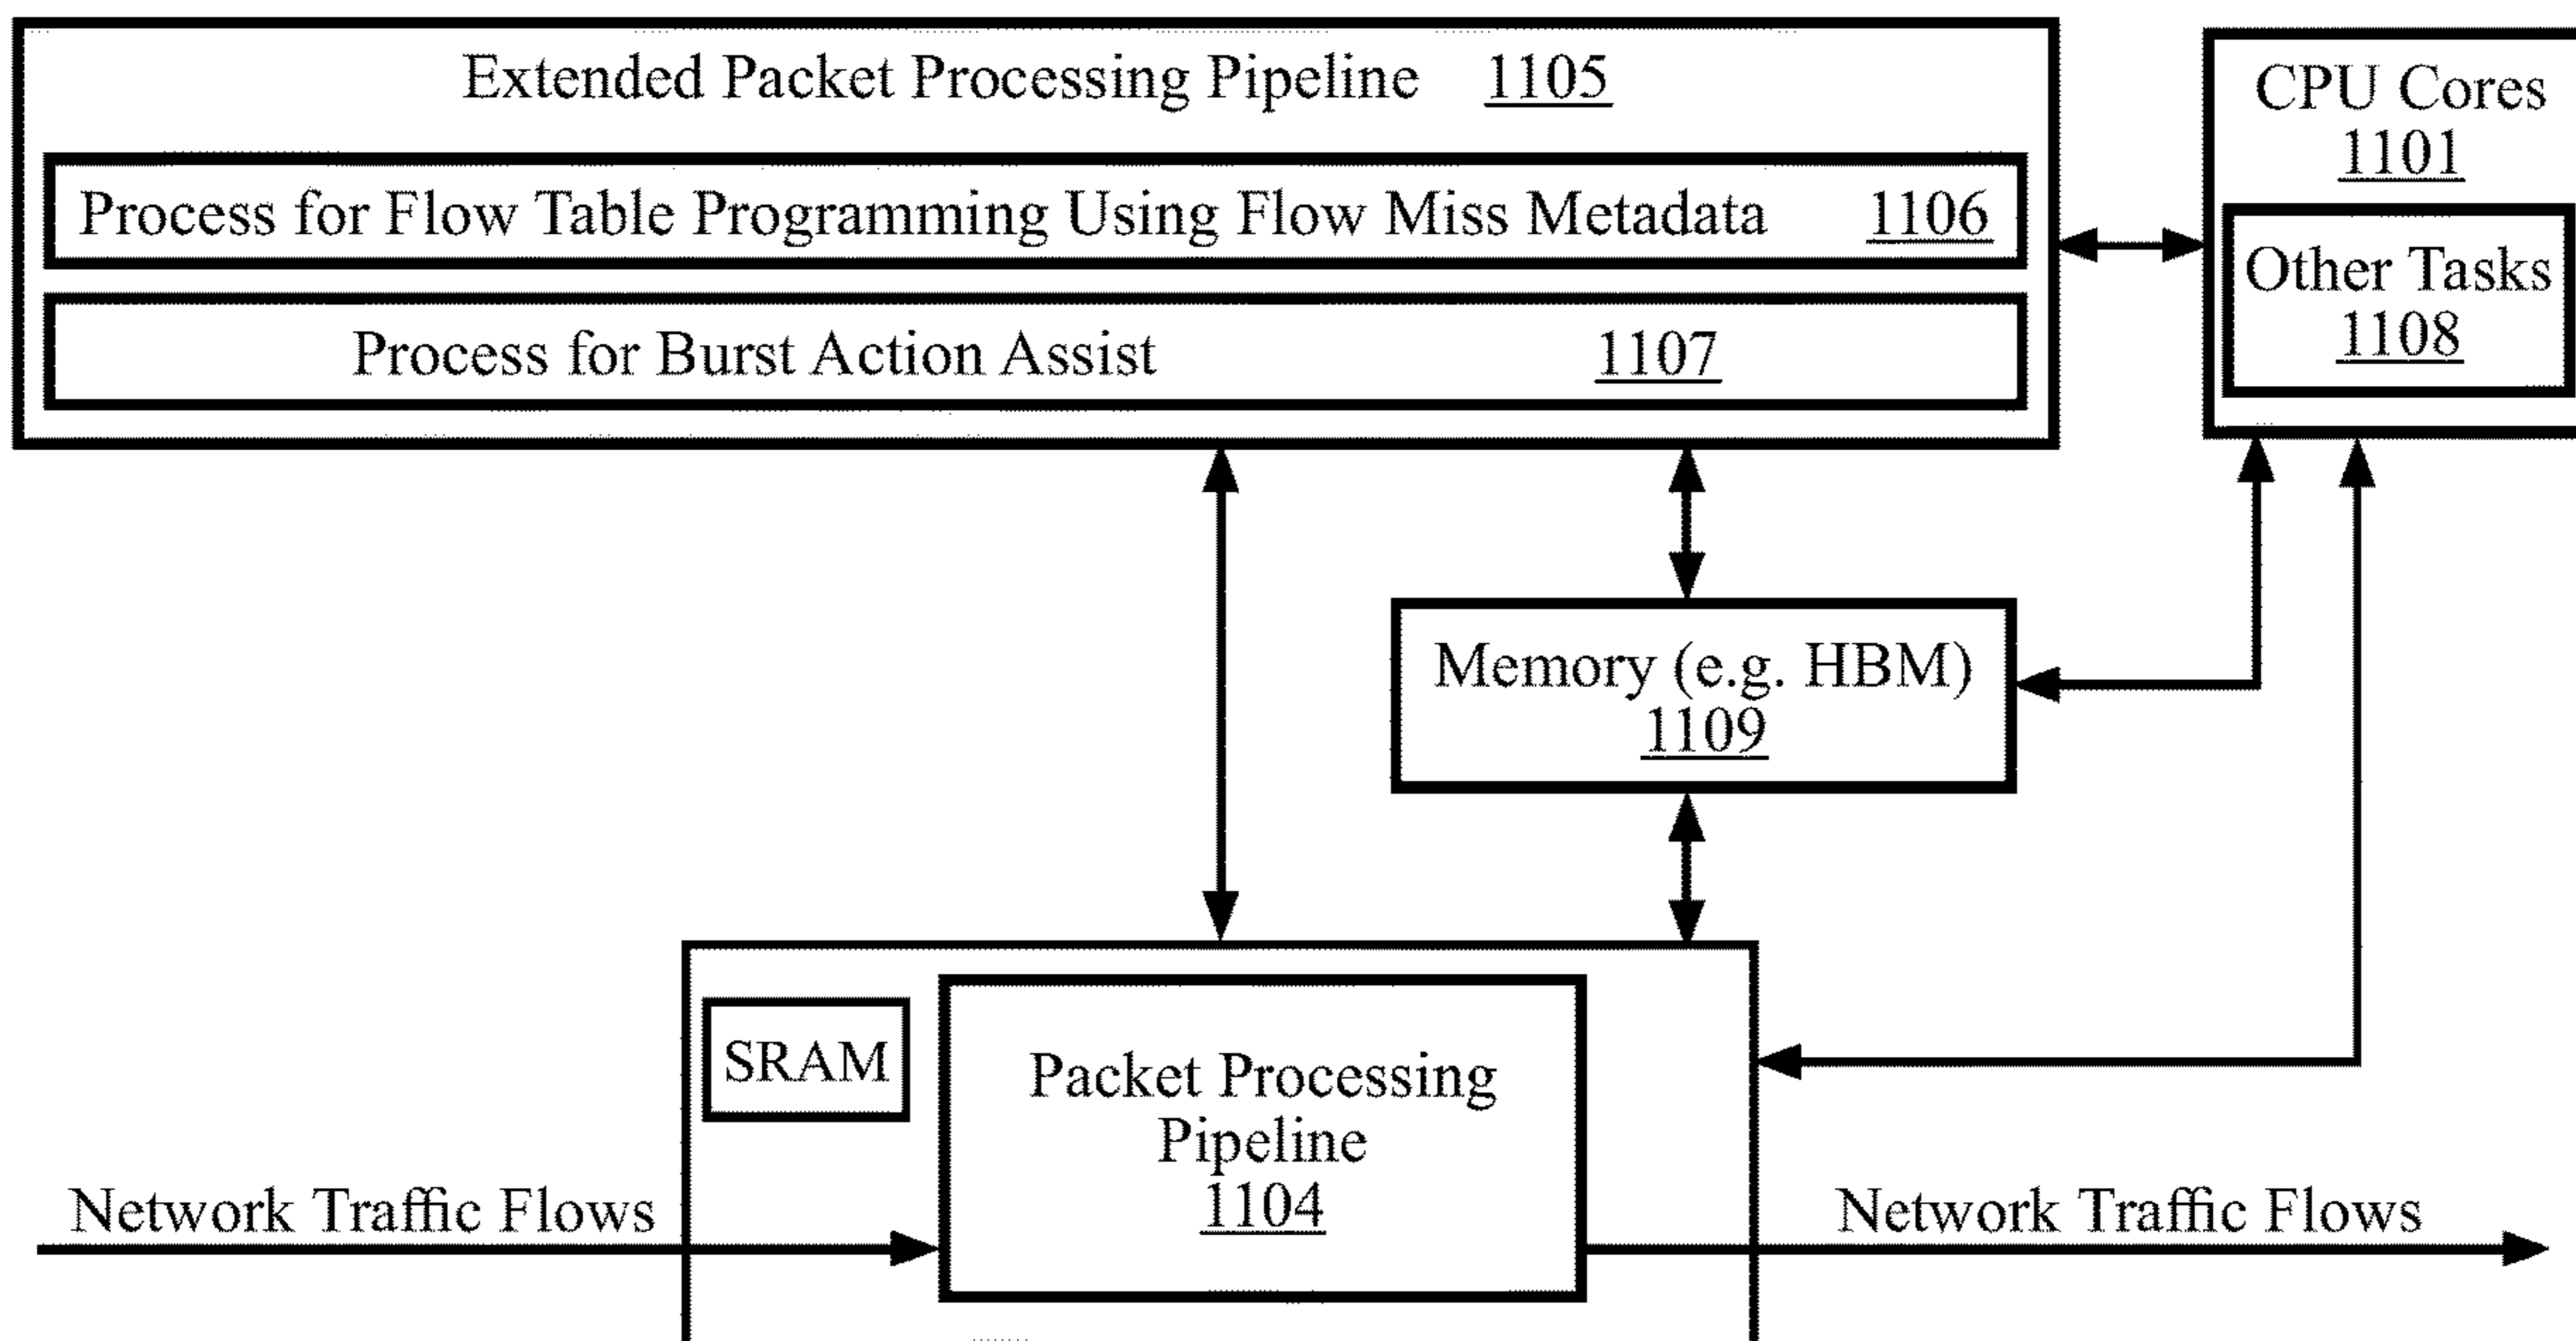 Extended Packet Processing Pipeline 1105
Process for Flow Table Programming Using Flow Miss Metadata 1106
Process for Burst Action Assist 1107
CPU Cores
1101
Other Tasks
1108
Memory (e.g. HBM)
1109
SRAM
Packet Processing
Pipeline
1104
Network Traffic Flows
Network Traffic Flows